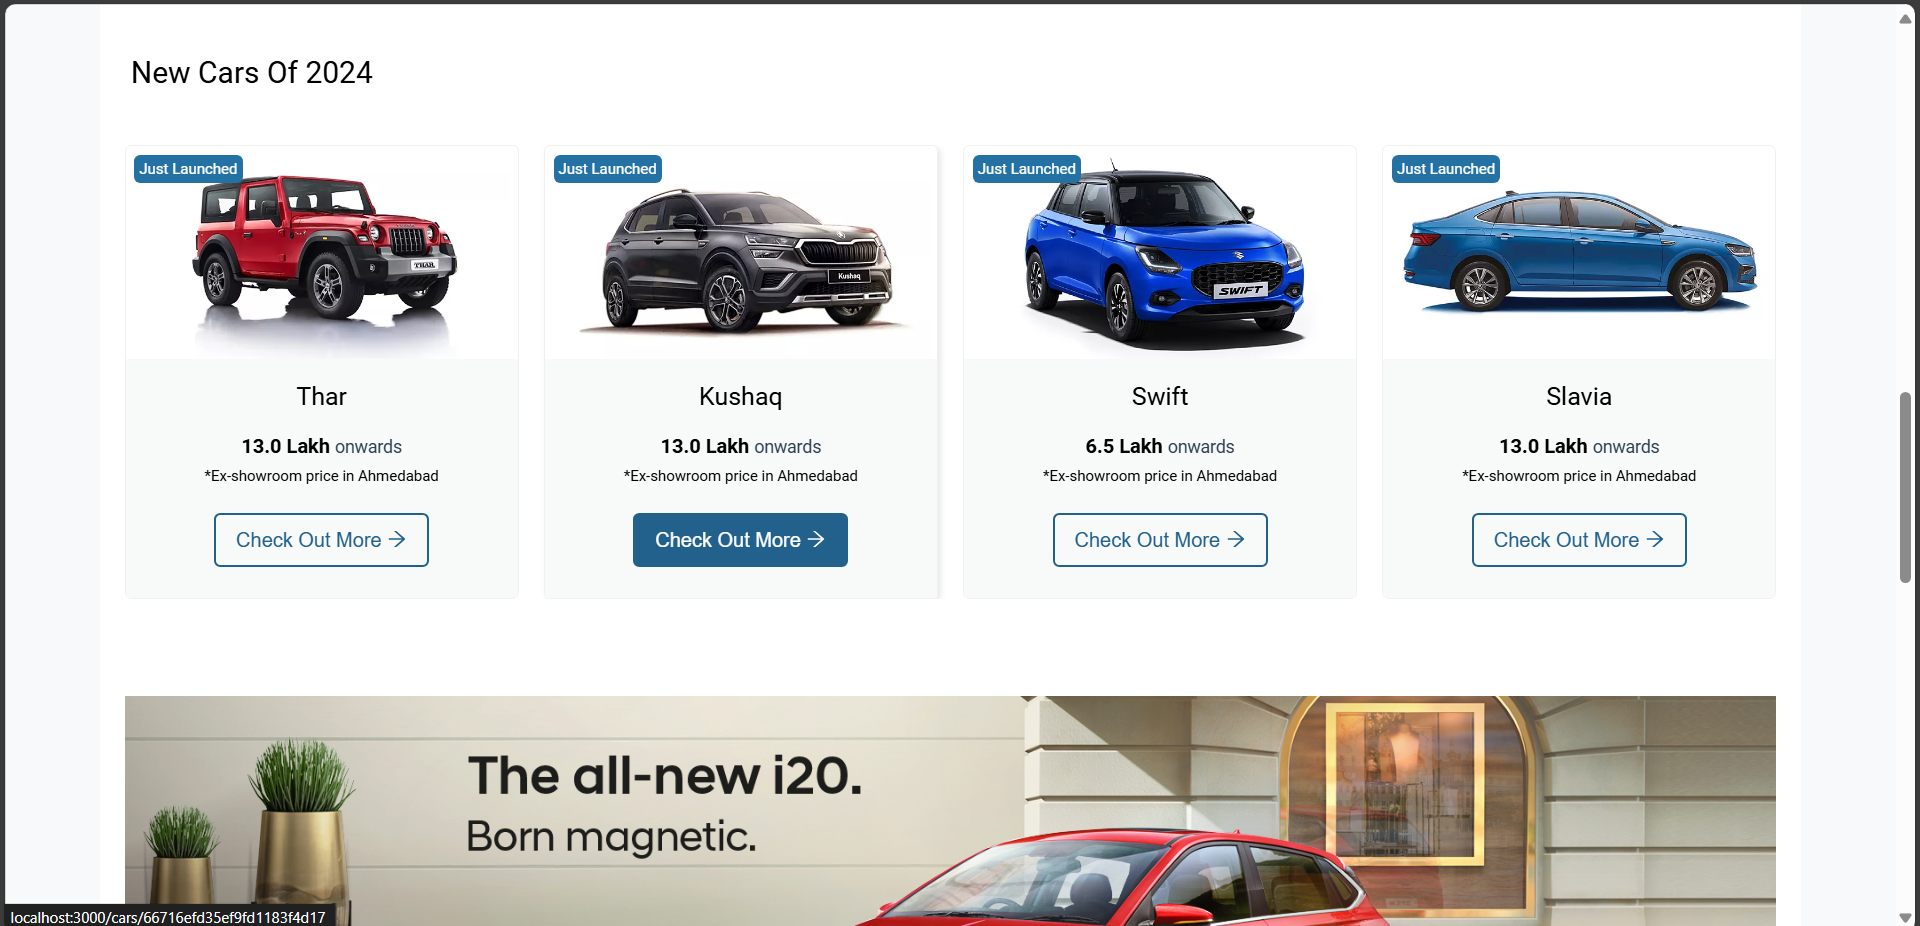 New Cars Of 2024
Just Launched
THAR
Thar
13.0 Lakh onwards
*Ex-showroom price in Ahmedabad
Check Out More →
Just Launched
Kushaq
Kushaq
13.0 Lakh onwards
*Ex-showroom price in Ahmedabad
Check Out More →
Just Launched
SWIFT
Swift
6.5 Lakh onwards
*Ex-showroom price in Ahmedabad
Check Out More →
Just Launched
Slavia
13.0 Lakh onwards
*Ex-showroom price in Ahmedabad
Check Out More →
The all-new i20.
Born magnetic.
localhost:3000/cars/66716efd35ef9fd1183f4d17